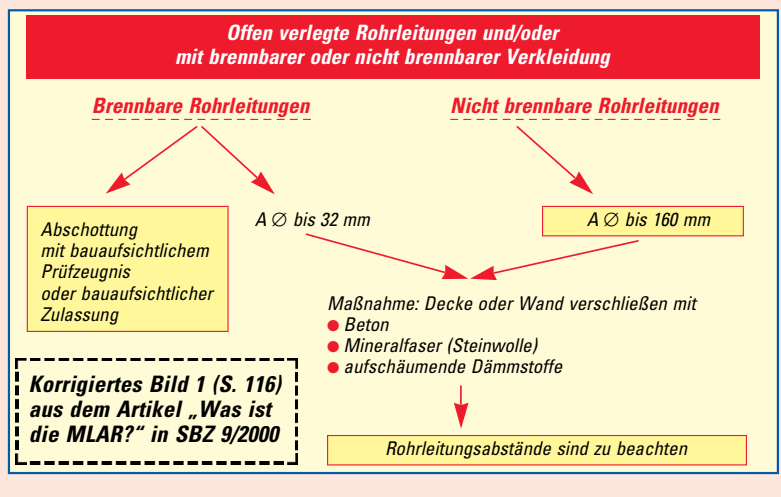 Offen verlegte Rohrleitungen und/oder
mit brennbarer oder nicht brennbarer Verkleidung
Brennbare Rohrleitungen
Nicht brennbare Rohrleitungen
Abschottung
mit bauaufsichtlichem
Prüfzeugnis
oder bauaufsichtlicher
Zulassung
A ∅ bis 32 mm
A ∅ bis 160 mm
Maßnahme: Decke oder Wand verschließen mit
● Beton
● Mineralfaser (Steinwolle)
● aufschäumende Dämmstoffe
Rohrleitungsabstände sind zu beachten
Korrigiertes Bild 1 (S. 116)
aus dem Artikel „Was ist
die MLAR?“ in SBZ 9/2000